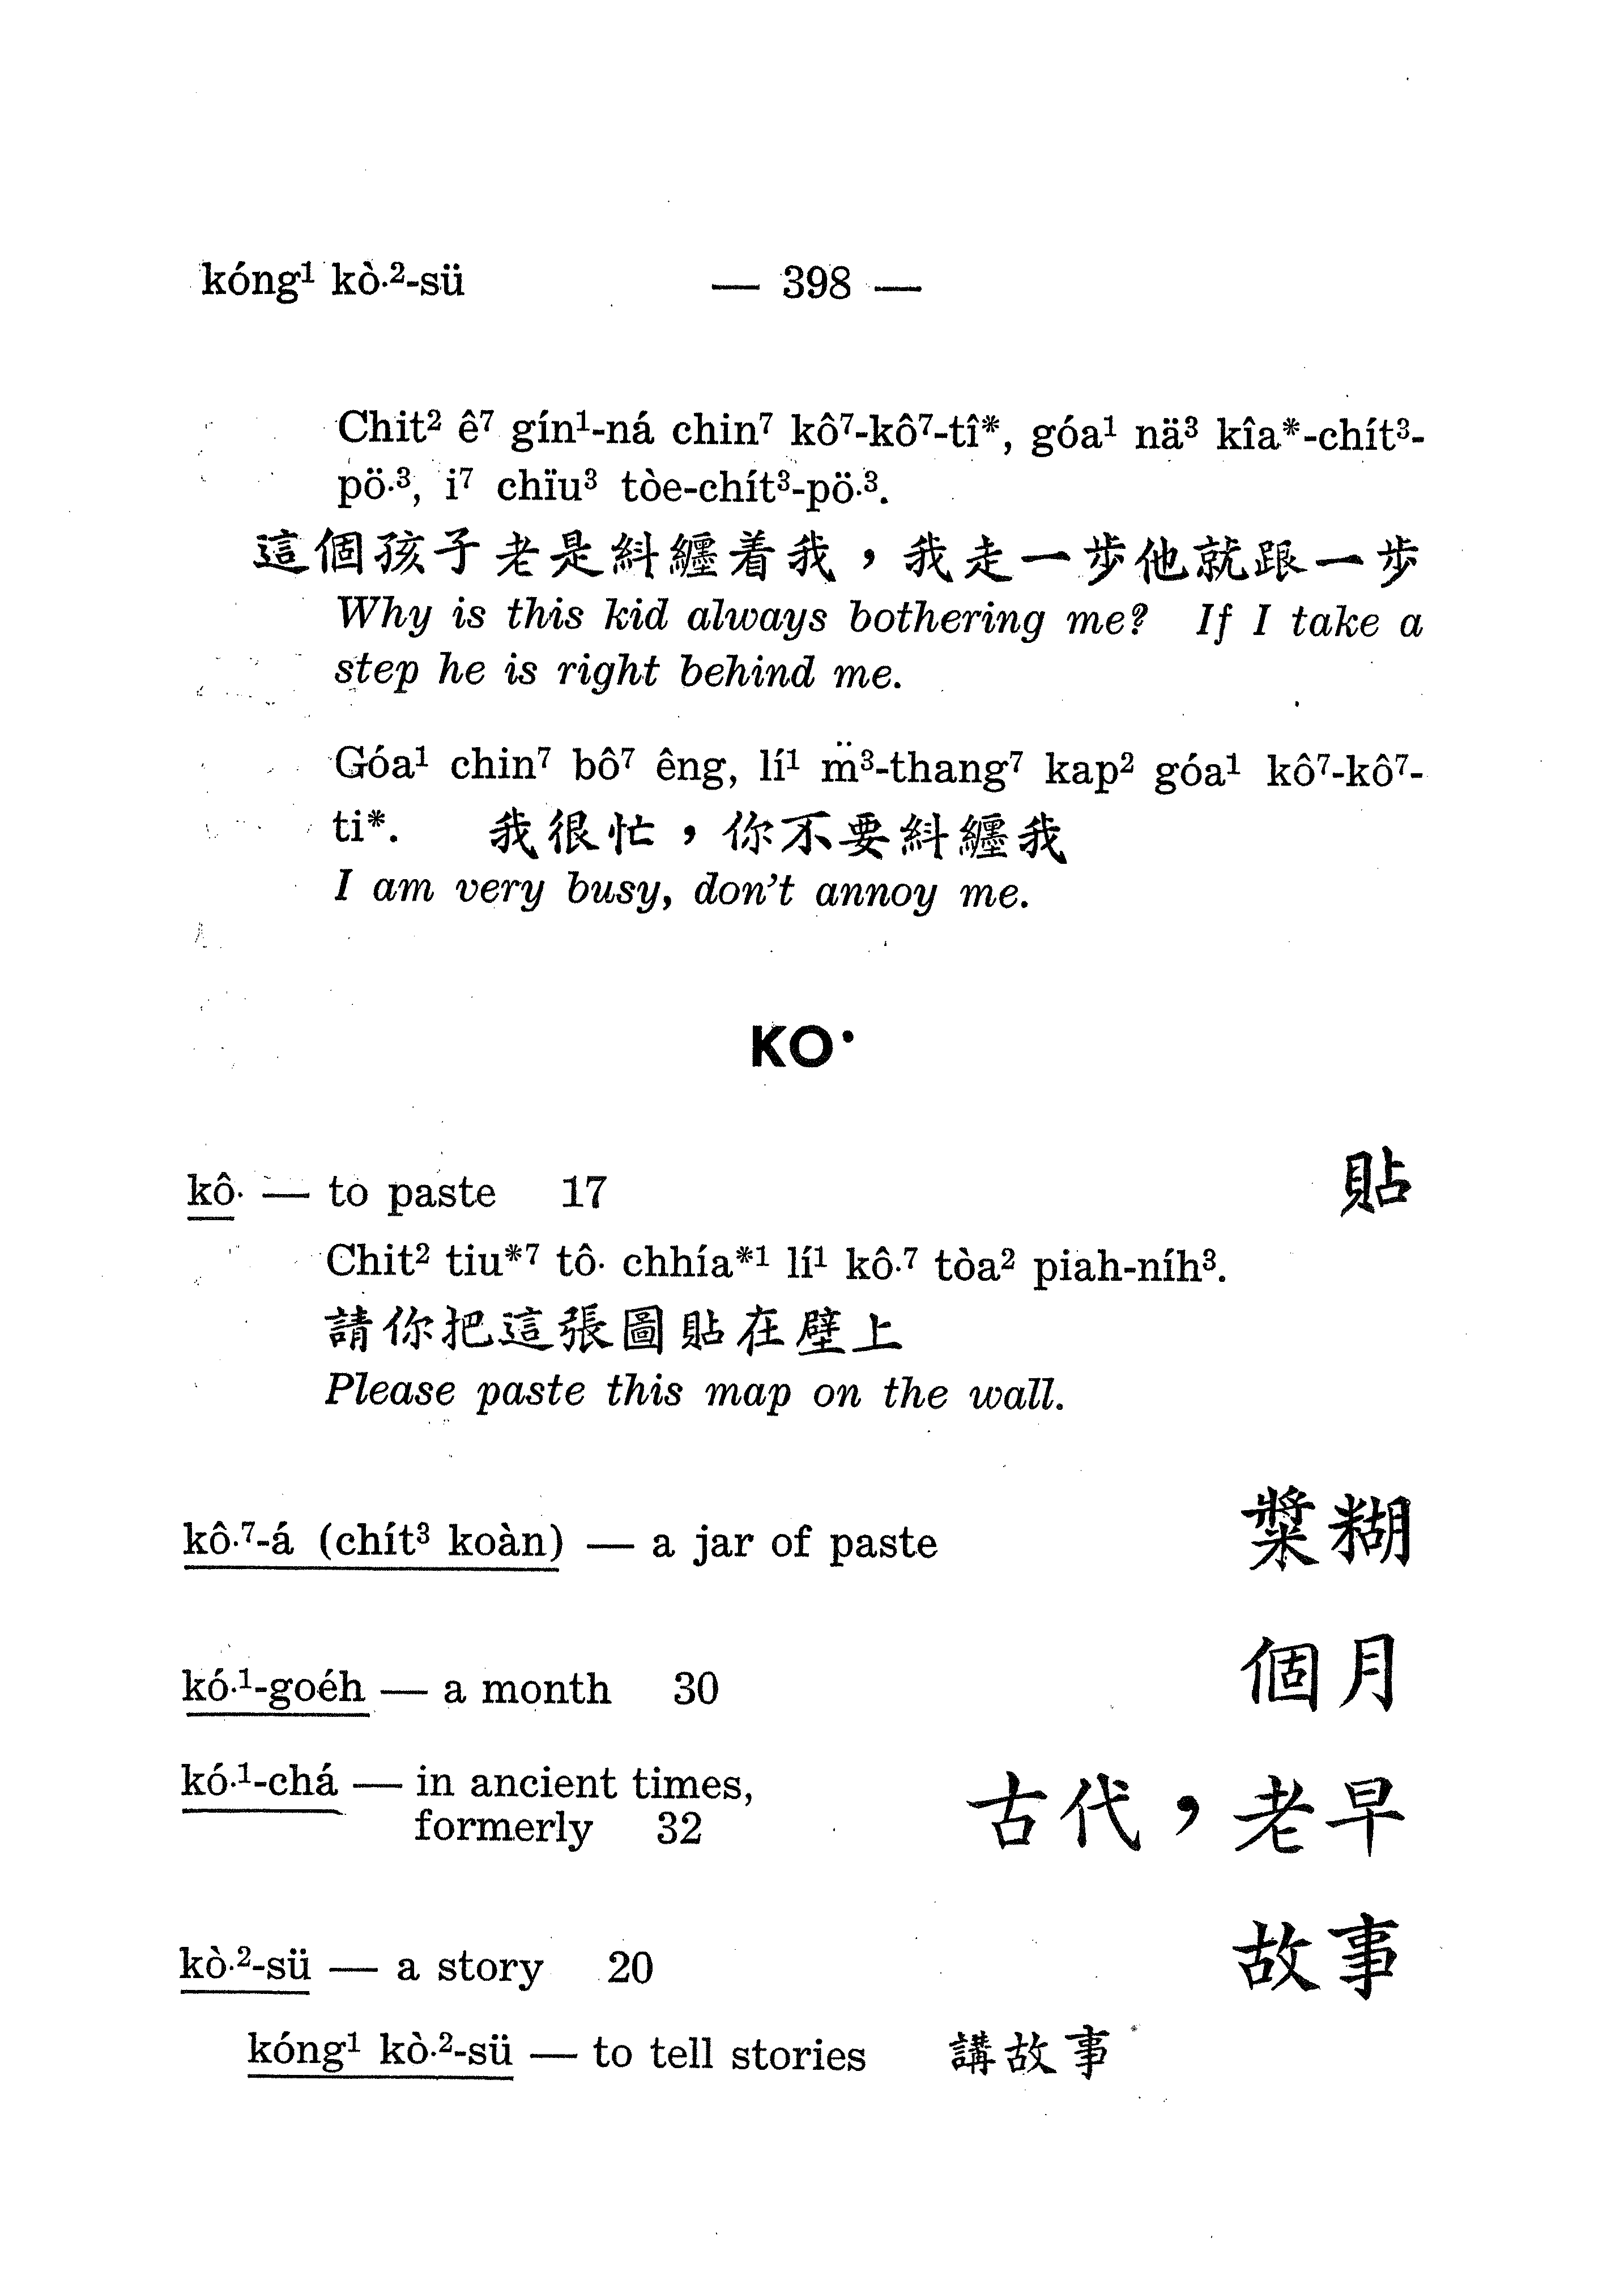 kóng¹ kò·²-sü — 398 —
Chit² ê⁷ gín¹-ná chin⁷ kô⁷-kô⁷-tî*, góa¹ nä³ kîa*-chít³-
pö·³, i⁷ chïu³ tòe-chít³-pö·³.
這個孩子老是糾纏着我，我走一步他就跟一步
Why is this kid always bothering me? If I take a
step he is right behind me.
Góa¹ chin⁷ bô⁷ êng, lí¹ m̈³-thang⁷ kap² góa¹ kô⁷-kô⁷-
ti*. 我很忙，你不要糾纏我
I am very busy, don't annoy me.
KO·
kô· — to paste 17 貼
Chit² tiu*⁷ tô· chhía*¹ lí¹ kô·⁷ tòa² piah-níh³.
請你把這張圖貼在壁上
Please paste this map on the wall.
kô·⁷-á (chít³ koàn) — a jar of paste 漿糊
kó·¹-goéh — a month 30 個月
kó·¹-chá — in ancient times,
formerly 32 古代，老早
kò·²-sü — a story 20 故事
kóng¹ kò·²-sü — to tell stories 講故事